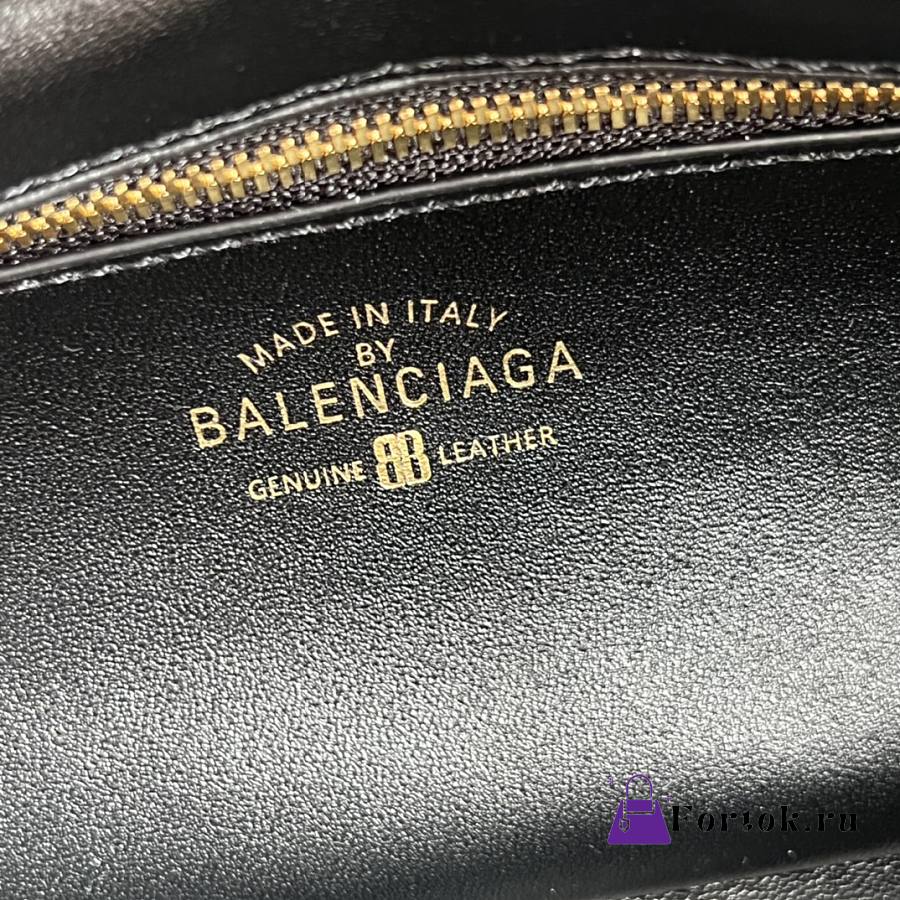 MADE IN ITALY
BY
BALENCIAGA
GENUINE BB LEATHER
Fortok.ru